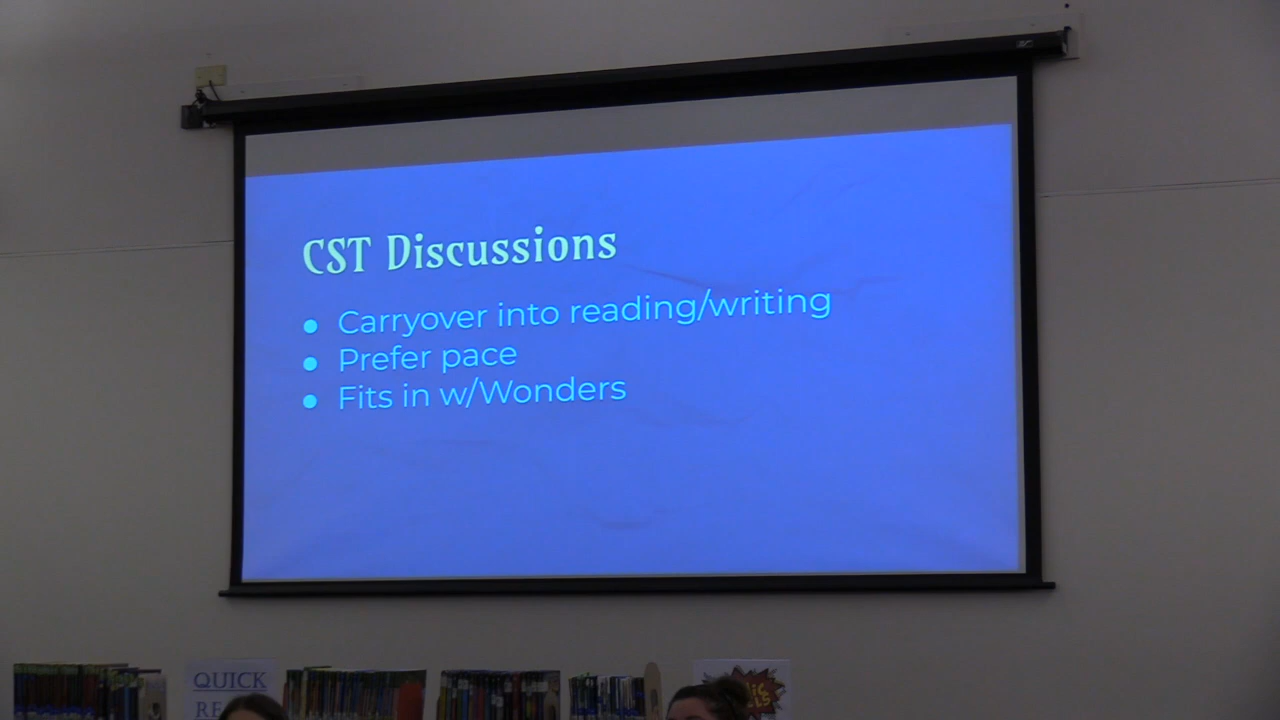 CST Discussions
● Carryover into reading/writing
● Prefer pace
● Fits in w/Wonders
QUICK